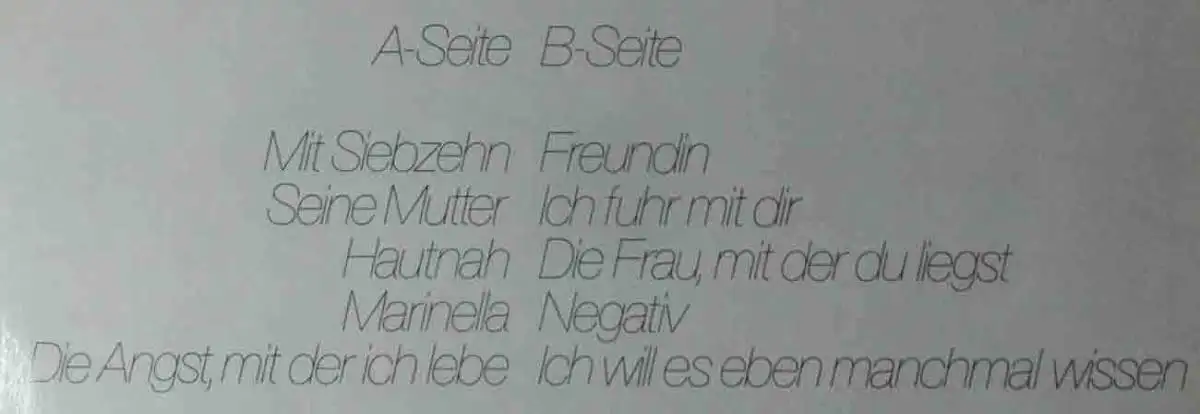 A-Seite B-Seite
Mit Siebzehn Freundin
Seine Mutter Ich fuhr mit dir
Hautnah Die Frau, mit der du liegst
Marinella Negativ
Die Angst, mit der ich lebe Ich will es eben manchmal wissen